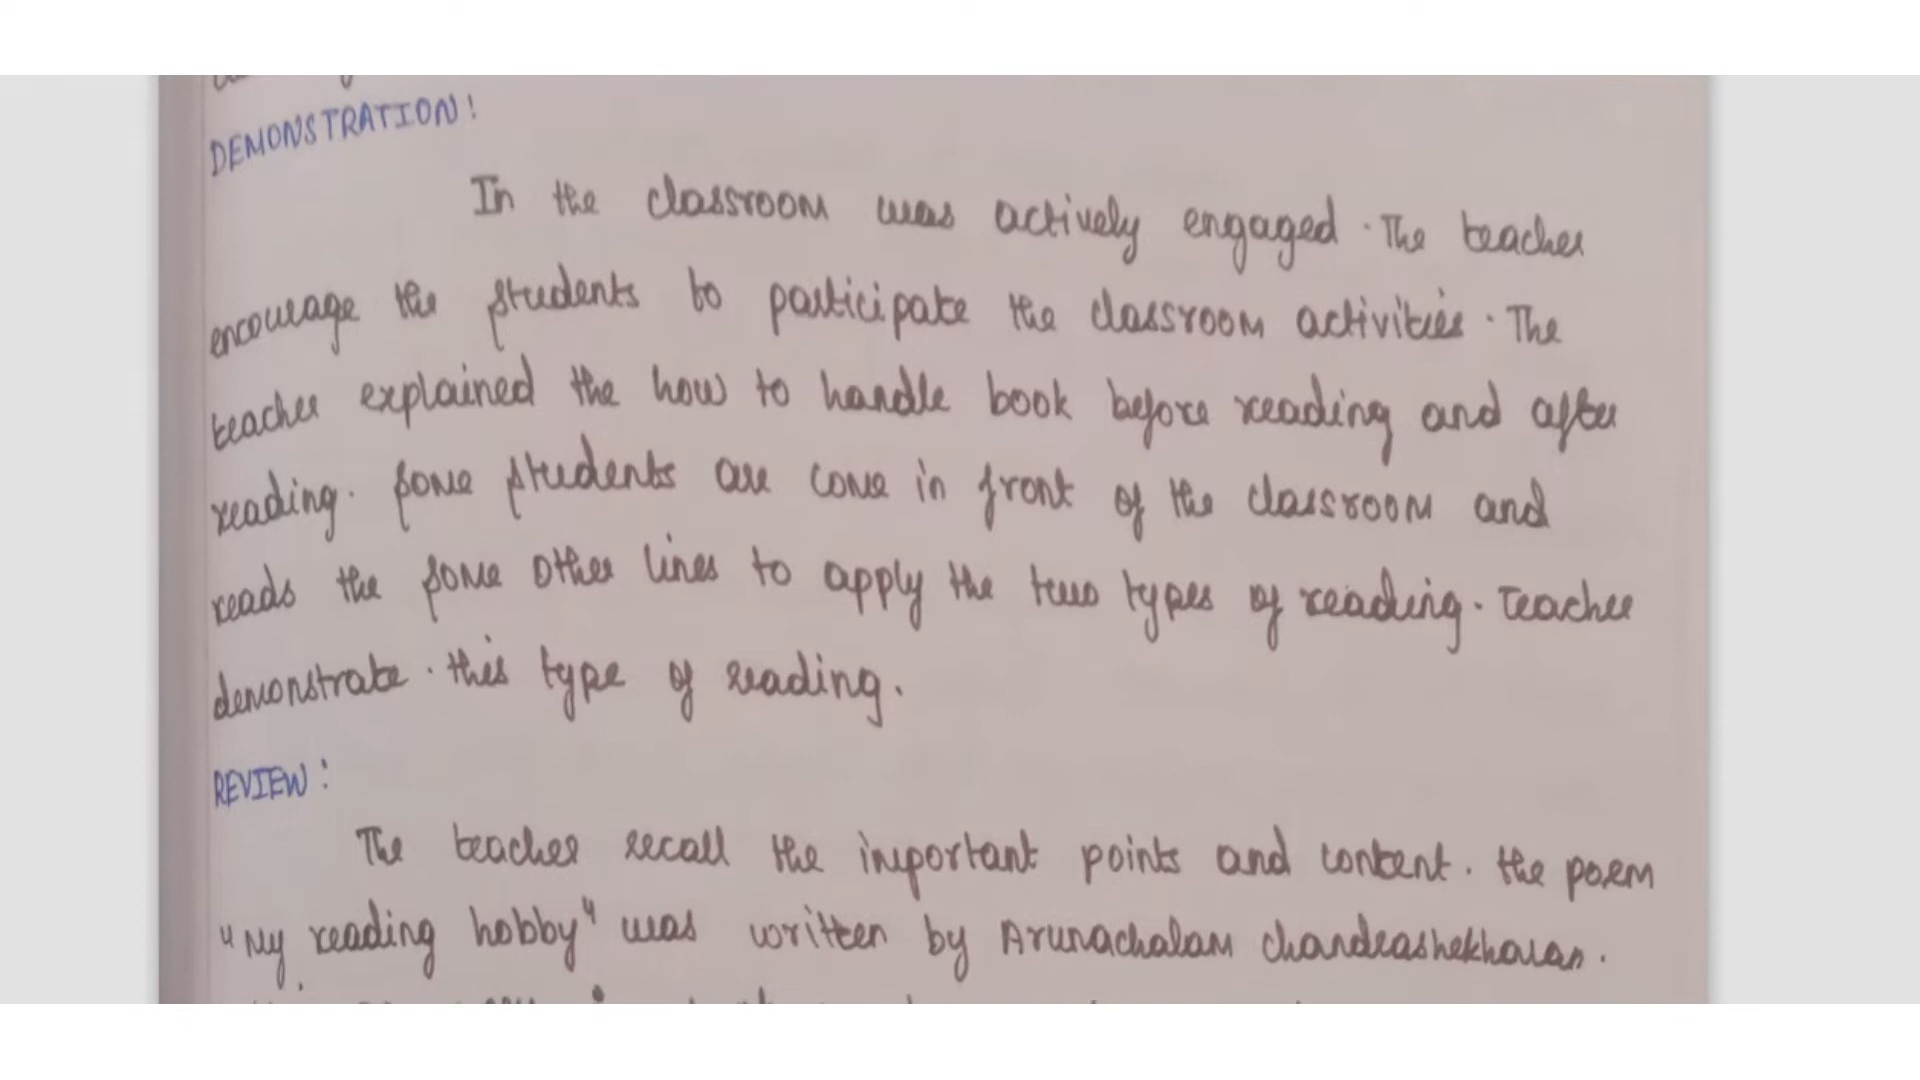 DEMONSTRATION:
In the classroom was actively engaged. The teacher
encourage the students to participate the classroom activities. The
teacher explained the how to handle book before reading and after
reading. Some students are come in front of the classroom and
reads the some other lines to apply the two types of reading. Teacher
demonstrate. this type of reading.
REVIEW:
The teacher recall the important points and content. the poem
"My reading hobby" was written by Arunachalam chandrashekharan.